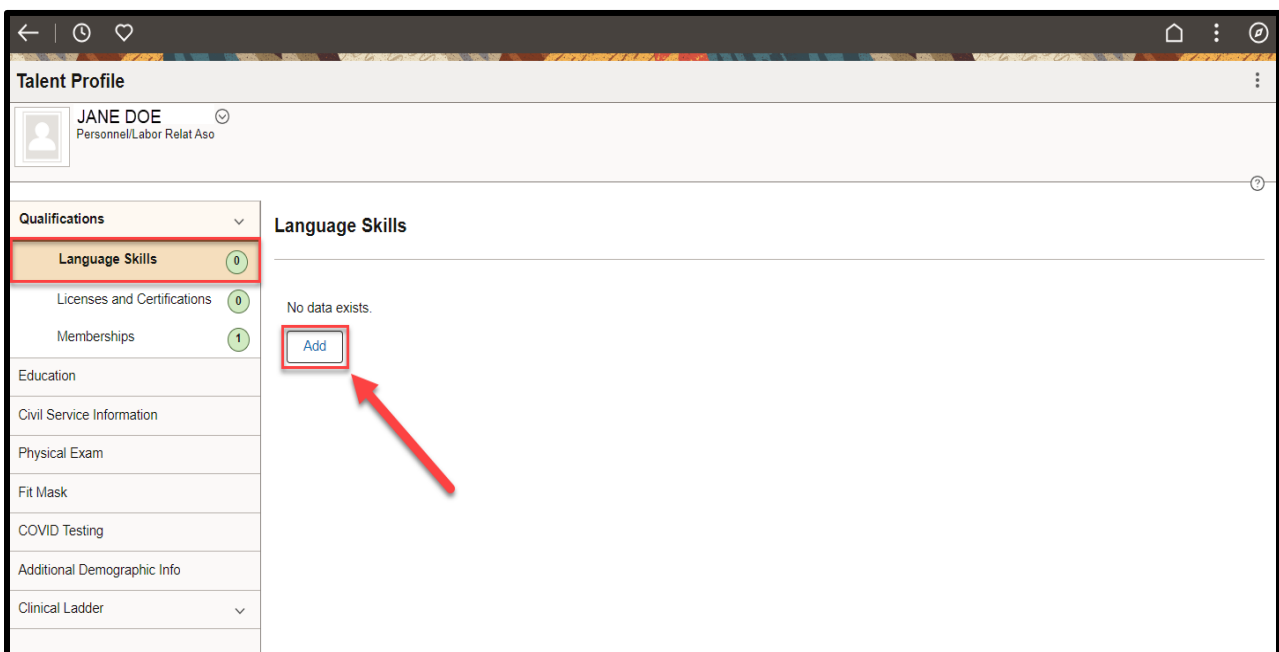 Talent Profile
JANE DOE
Personnel/Labor Relat Aso
Qualifications
Language Skills 0
Licenses and Certifications 0
Memberships 1
Education
Civil Service Information
Physical Exam
Fit Mask
COVID Testing
Additional Demographic Info
Clinical Ladder
Language Skills
No data exists.
Add